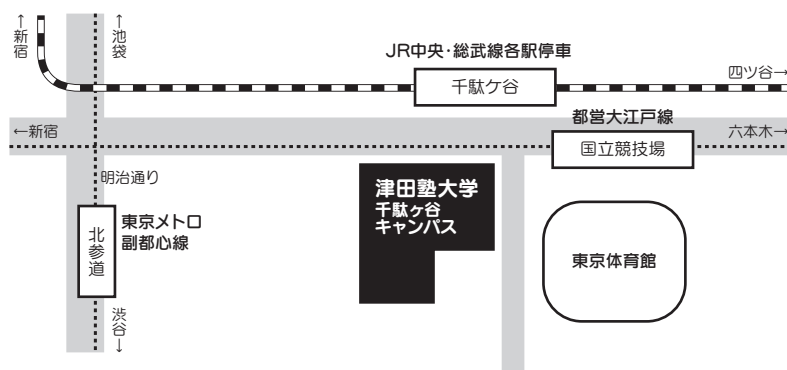 ←新宿
←池袋
JR中央・総武線各駅停車
千駄ケ谷
四ツ谷→
都営大江戸線
←新宿
国立競技場
六本木→
明治通り
東京メトロ
副都心線
北参道
津田塾大学
千駄ヶ谷
キャンパス
東京体育館
渋谷→